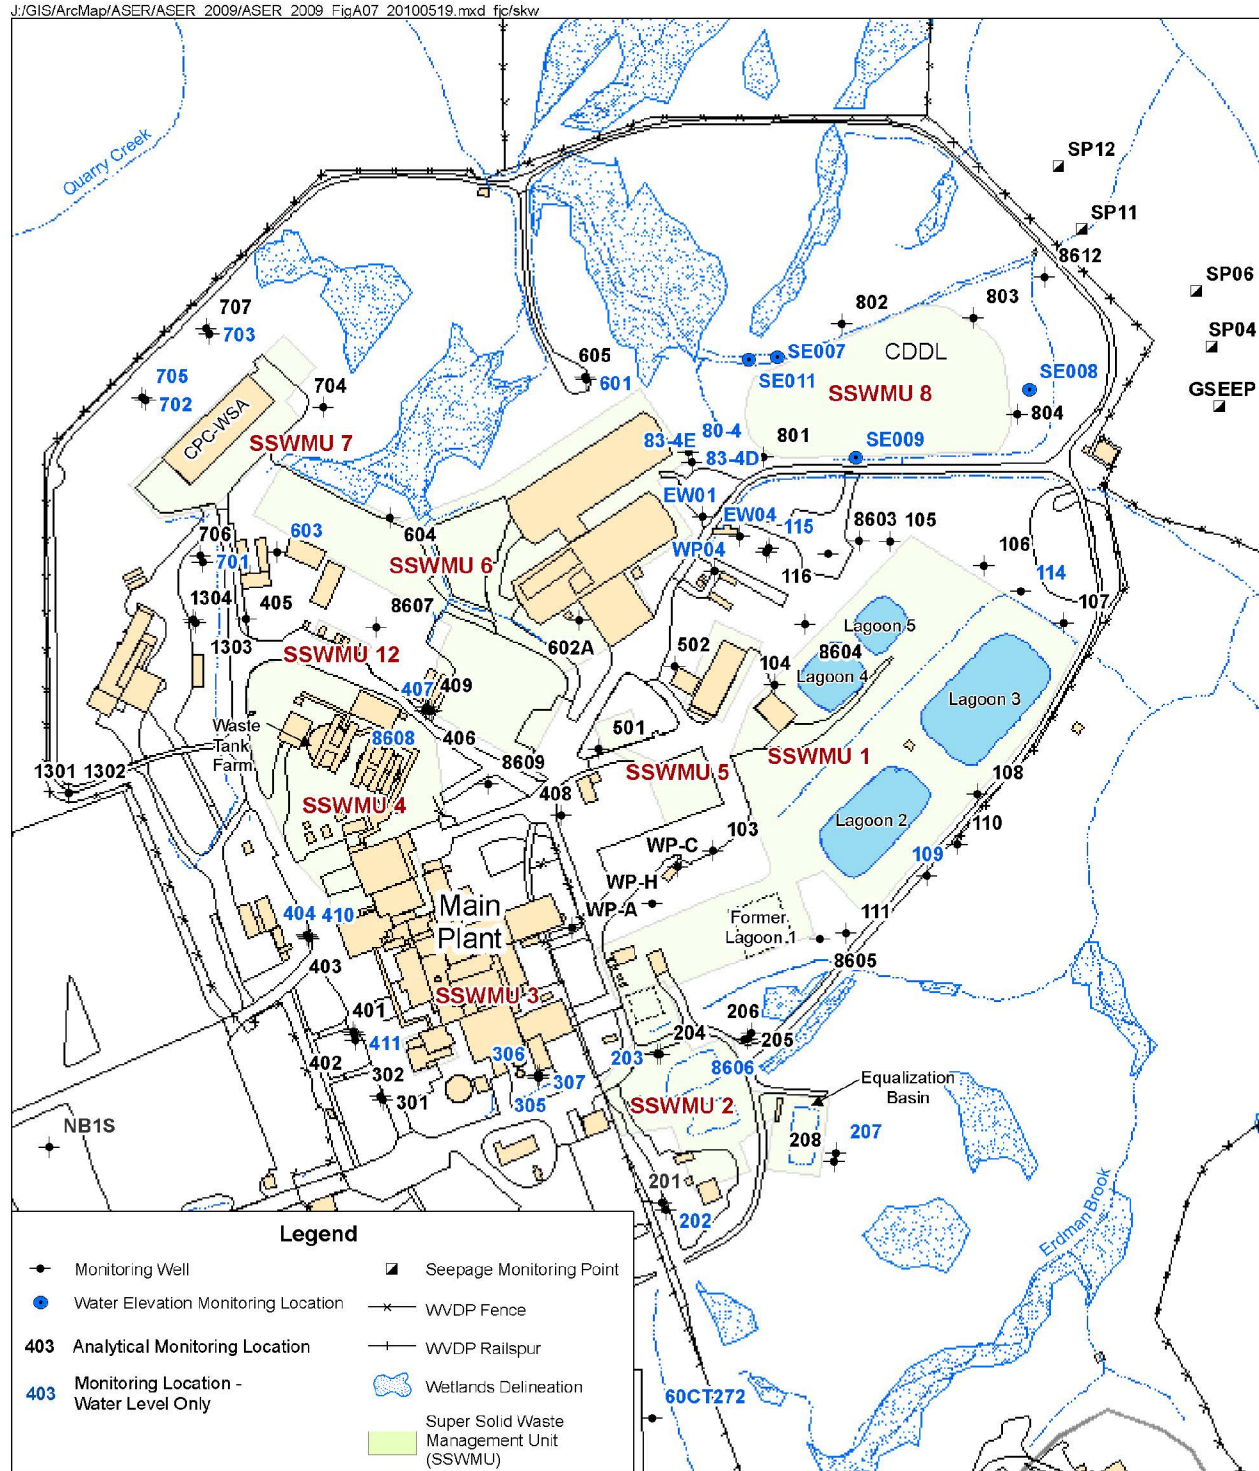 J:/GIS/ArcMap/ASER/ASER_2009/ASER_2009_FigA07_20100519.mxd fjc/skw
Quarry Creek
SP12
SP11
8612
SP06
SP04
GSEEP
802
803
707
703
SE007
CDDL
605
601
SE011
SE008
SSWMU 8
705
702
704
804
CPC-WSA
SSWMU 7
80-4
83-4E
83-4D
801
SE009
EW01
EW04
115
8603
105
706
701
603
604
SSWMU 6
WP04
116
106
114
1304
405
8607
107
1303
SSWMU 12
602A
502
Lagoon 5
8604
104
Lagoon 4
407
409
Lagoon 3
Waste
Tank
Farm
8608
406
501
SSWMU 1
1301
1302
8609
SSWMU 5
108
SSWMU 4
408
Lagoon 2
110
103
WP-C
109
WP-H
WP-A
Main
Plant
404
410
Former
Lagoon 1
111
403
8605
SSWMU 3
401
411
206
204
205
402
306
203
8606
302
307
301
305
SSWMU 2
Equalization
Basin
NB1S
208
207
201
202
Erdman Brook
60CT272
Legend
Monitoring Well
Seepage Monitoring Point
Water Elevation Monitoring Location
WVDP Fence
403 Analytical Monitoring Location
WVDP Railspur
403 Monitoring Location -
Water Level Only
Wetlands Delineation
Super Solid Waste
Management Unit
(SSWMU)